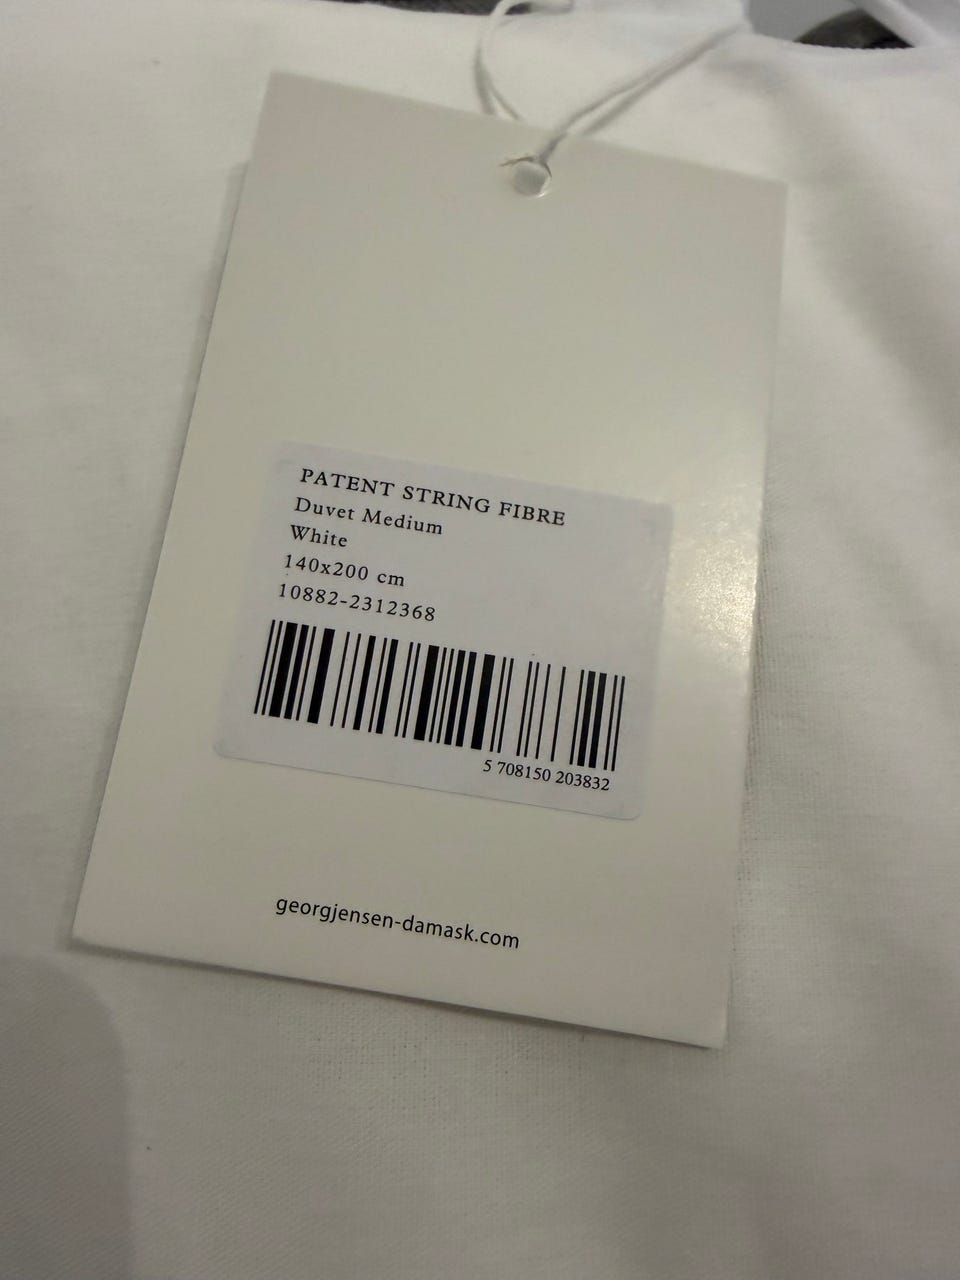 PATENT STRING FIBRE
Duvet Medium
White
140x200 cm
10882-2312368
5 708150 203832
georgjensen-damask.com